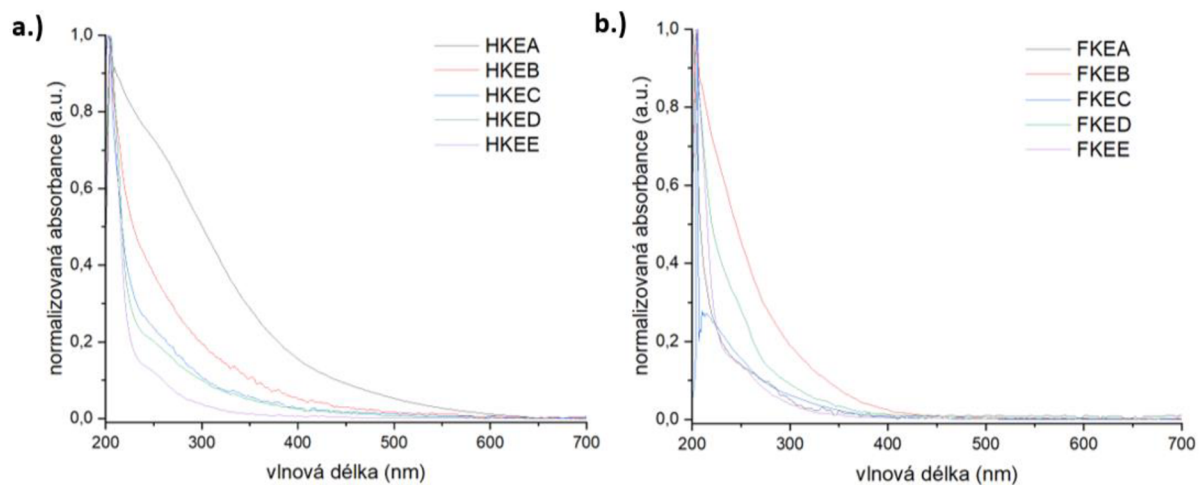 a.)
1,0
0,8
0,6
0,4
0,2
0,0
normalizovaná absorbance (a.u.)
HKEA
HKEB
HKEC
HKED
HKEE
200 300 400 500 600 700
vlnová délka (nm)
b.)
1,0
0,8
0,6
0,4
0,2
0,0
normalizovaná absorbance (a.u.)
FKEA
FKEB
FKEC
FKED
FKEE
200 300 400 500 600 700
vlnová délka (nm)